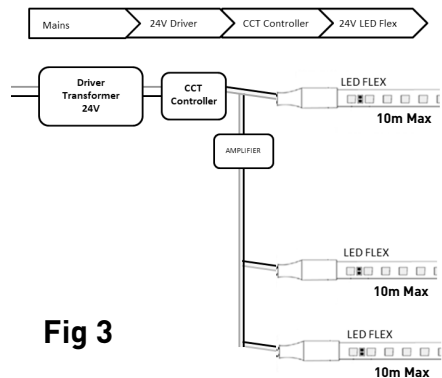 Mains 24V Driver CCT Controller 24V LED Flex
Driver
Transformer
24V
CCT
Controller
LED FLEX
10m Max
AMPLIFIER
LED FLEX
10m Max
Fig 3
LED FLEX
10m Max